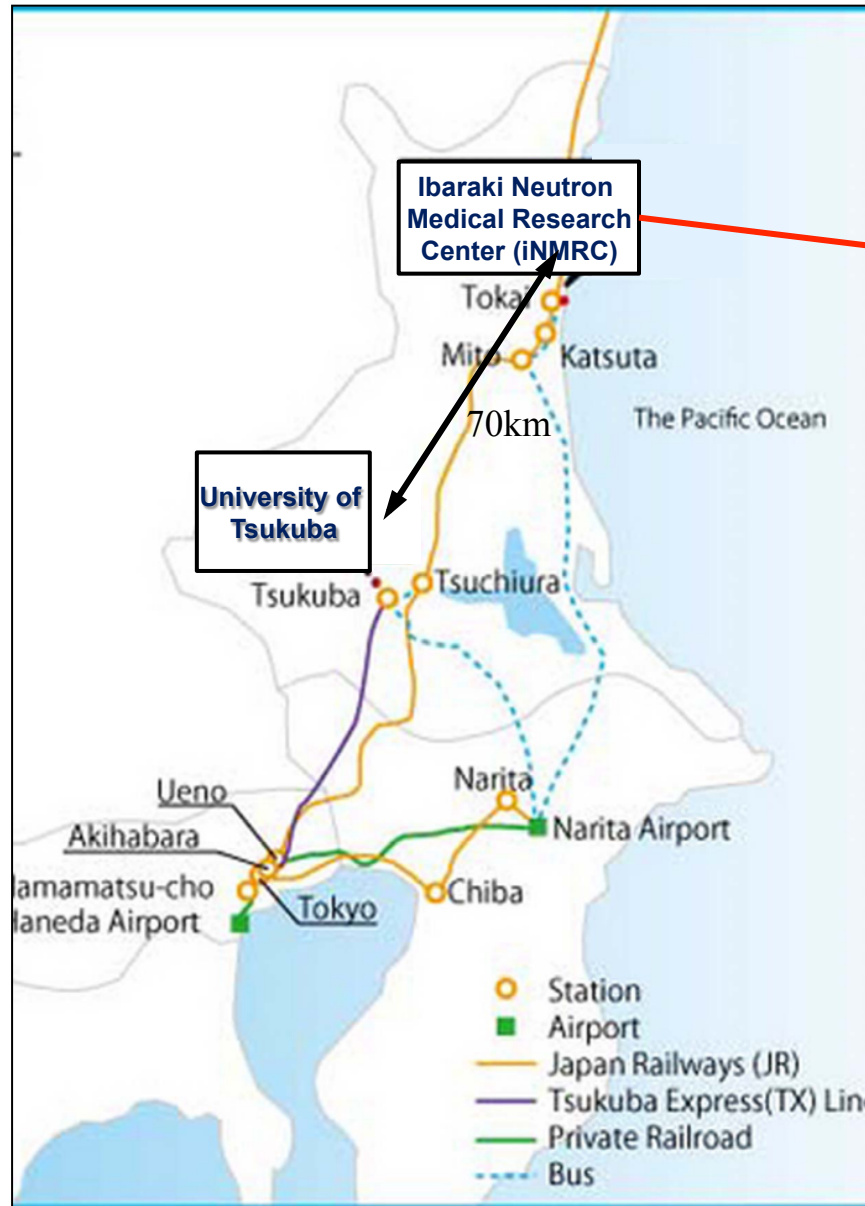 Ibaraki Neutron
Medical Research
Center (iNMRC)
Tokai
Mito
Katsuta
70km
The Pacific Ocean
University of
Tsukuba
Tsukuba
Tsuchiura
Ueno
Narita
Akihabara
Narita Airport
amamatsu-cho
Chiba
Tokyo
aneda Airport
Station
Airport
Japan Railways (JR)
Tsukuba Express(TX) Lin
Private Railroad
Bus